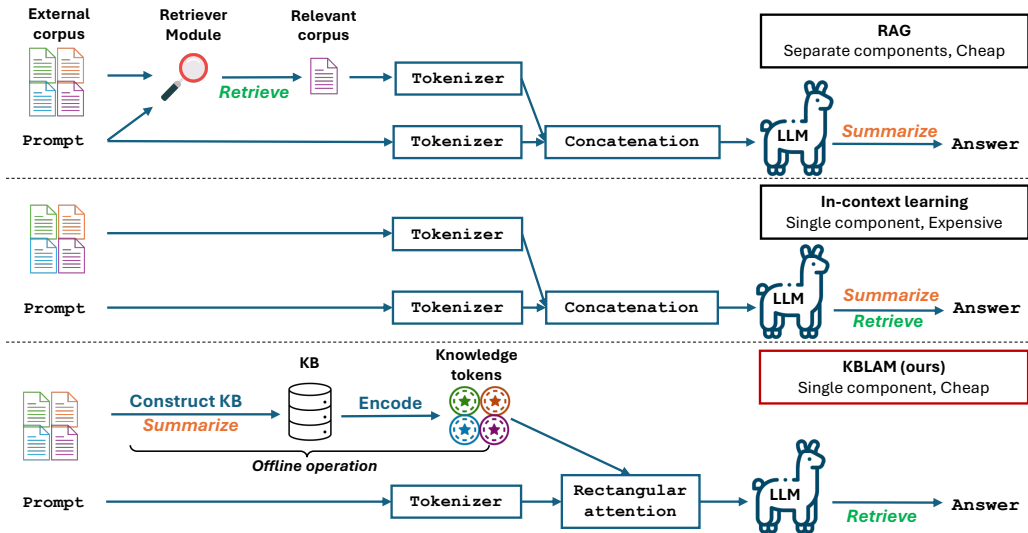 External
corpus
Retriever
Module
Relevant
corpus
RAG
Separate components, Cheap
Retrieve
Tokenizer
Prompt
Tokenizer
Concatenation
LLM
Summarize
Answer
In-context learning
Single component, Expensive
Tokenizer
Prompt
Tokenizer
Concatenation
LLM
Summarize
Retrieve
Answer
KB
Knowledge
tokens
KBLAM (ours)
Single component, Cheap
Construct KB
Summarize
Encode
Offline operation
Prompt
Tokenizer
Rectangular
attention
LLM
Retrieve
Answer